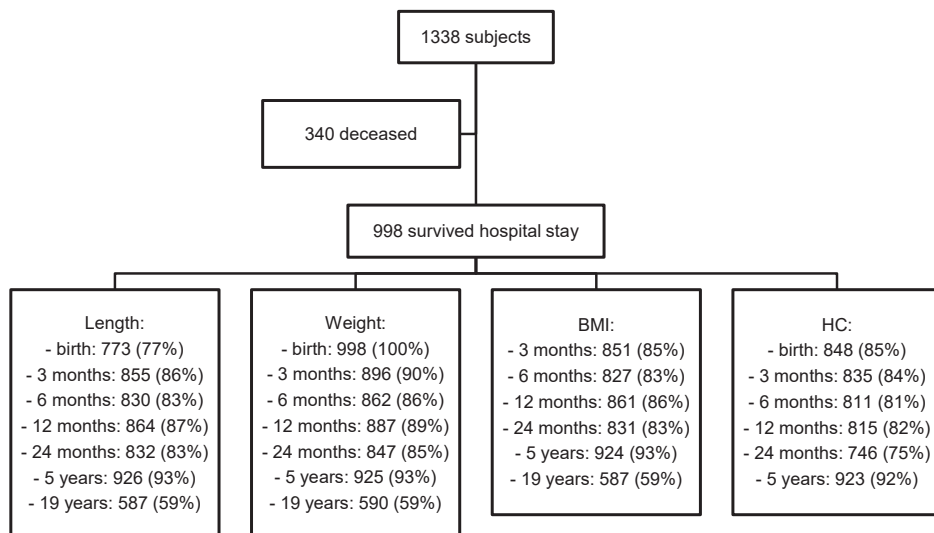 1338 subjects
340 deceased
998 survived hospital stay
Length:
- birth: 773 (77%)
- 3 months: 855 (86%)
- 6 months: 830 (83%)
- 12 months: 864 (87%)
- 24 months: 832 (83%)
- 5 years: 926 (93%)
- 19 years: 587 (59%)
Weight:
- birth: 998 (100%)
- 3 months: 896 (90%)
- 6 months: 862 (86%)
- 12 months: 887 (89%)
- 24 months: 847 (85%)
- 5 years: 925 (93%)
- 19 years: 590 (59%)
BMI:
- 3 months: 851 (85%)
- 6 months: 827 (83%)
- 12 months: 861 (86%)
- 24 months: 831 (83%)
- 5 years: 924 (93%)
- 19 years: 587 (59%)
HC:
- birth: 848 (85%)
- 3 months: 835 (84%)
- 6 months: 811 (81%)
- 12 months: 815 (82%)
- 24 months: 746 (75%)
- 5 years: 923 (92%)